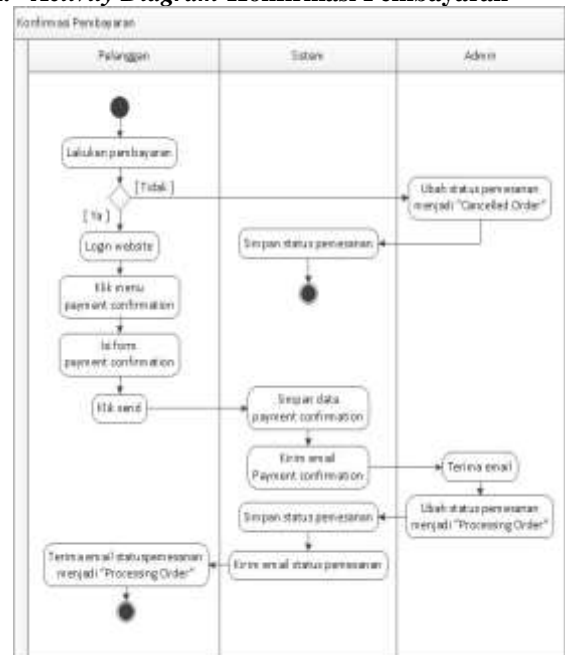 Activity Diagram Konfirmasi Pembayaran
Konfirmasi Pembayaran
Pelanggan
Sistem
Admin
Lakukan pembayaran
[ Tidak ]
[ Ya ]
Ubah status pemesanan
menjadi "Cancelled Order"
Login website
Simpan status pemesanan
Klik menu
payment confirmation
Isi form
payment confirmation
Klik send
Simpan data
payment confirmation
Kirim email
Payment confirmation
Terima email
Ubah status pemesanan
menjadi "Processing Order"
Simpan status pemesanan
Terima email status pemesanan
menjadi "Processing Order"
Kirim email status pemesanan